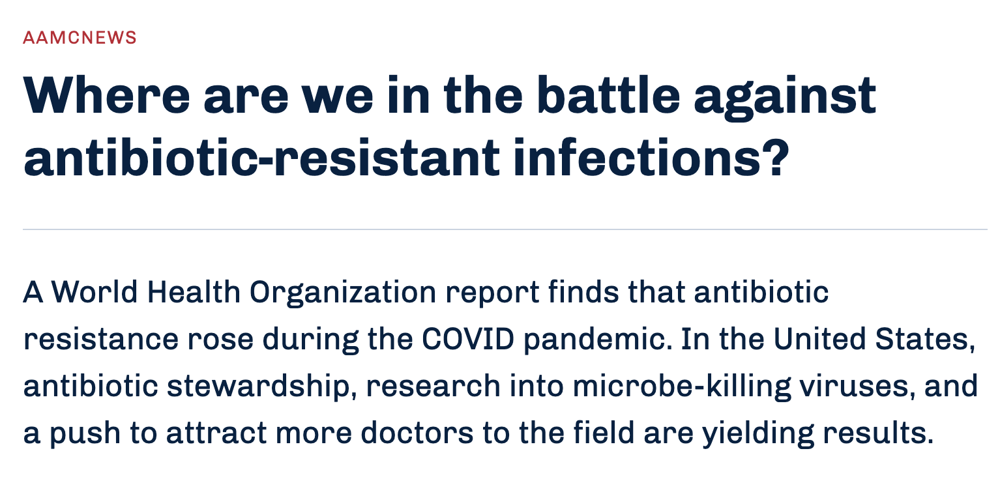 AAMCNEWS
Where are we in the battle against
antibiotic-resistant infections?
A World Health Organization report finds that antibiotic
resistance rose during the COVID pandemic. In the United States,
antibiotic stewardship, research into microbe-killing viruses, and
a push to attract more doctors to the field are yielding results.